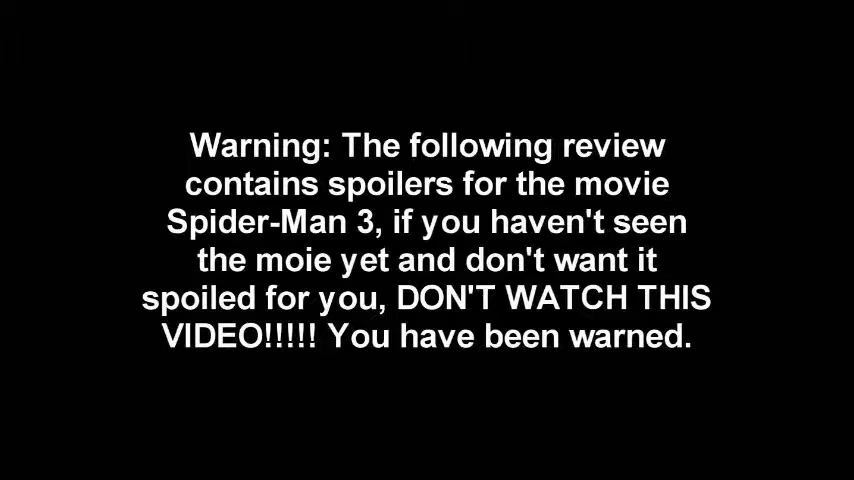 Warning: The following review
contains spoilers for the movie
Spider-Man 3, if you haven't seen
the moie yet and don't want it
spoiled for you, DON'T WATCH THIS
VIDEO!!!!! You have been warned.